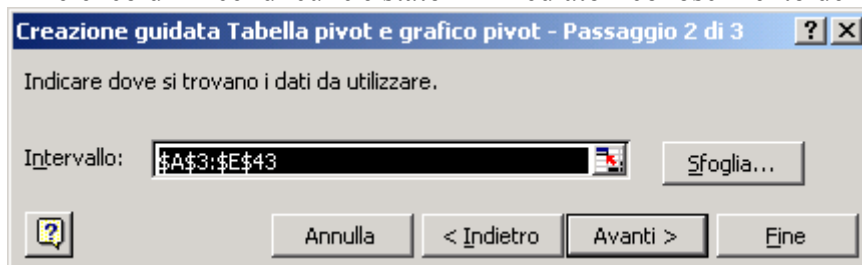 Creazione guidata Tabella pivot e grafico pivot - Passaggio 2 di 3
Indicare dove si trovano i dati da utilizzare.
Intervallo: $A$3:$E$43 Sfoglia...
Annulla < Indietro Avanti > Fine